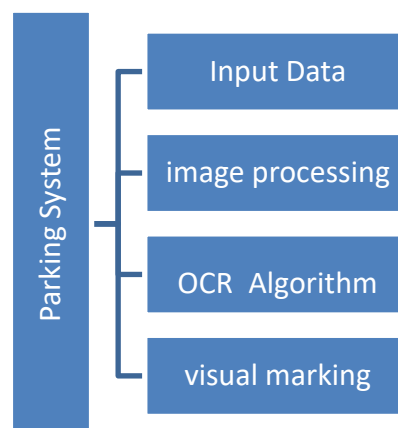 Parking System
Input Data
image processing
OCR Algorithm
visual marking